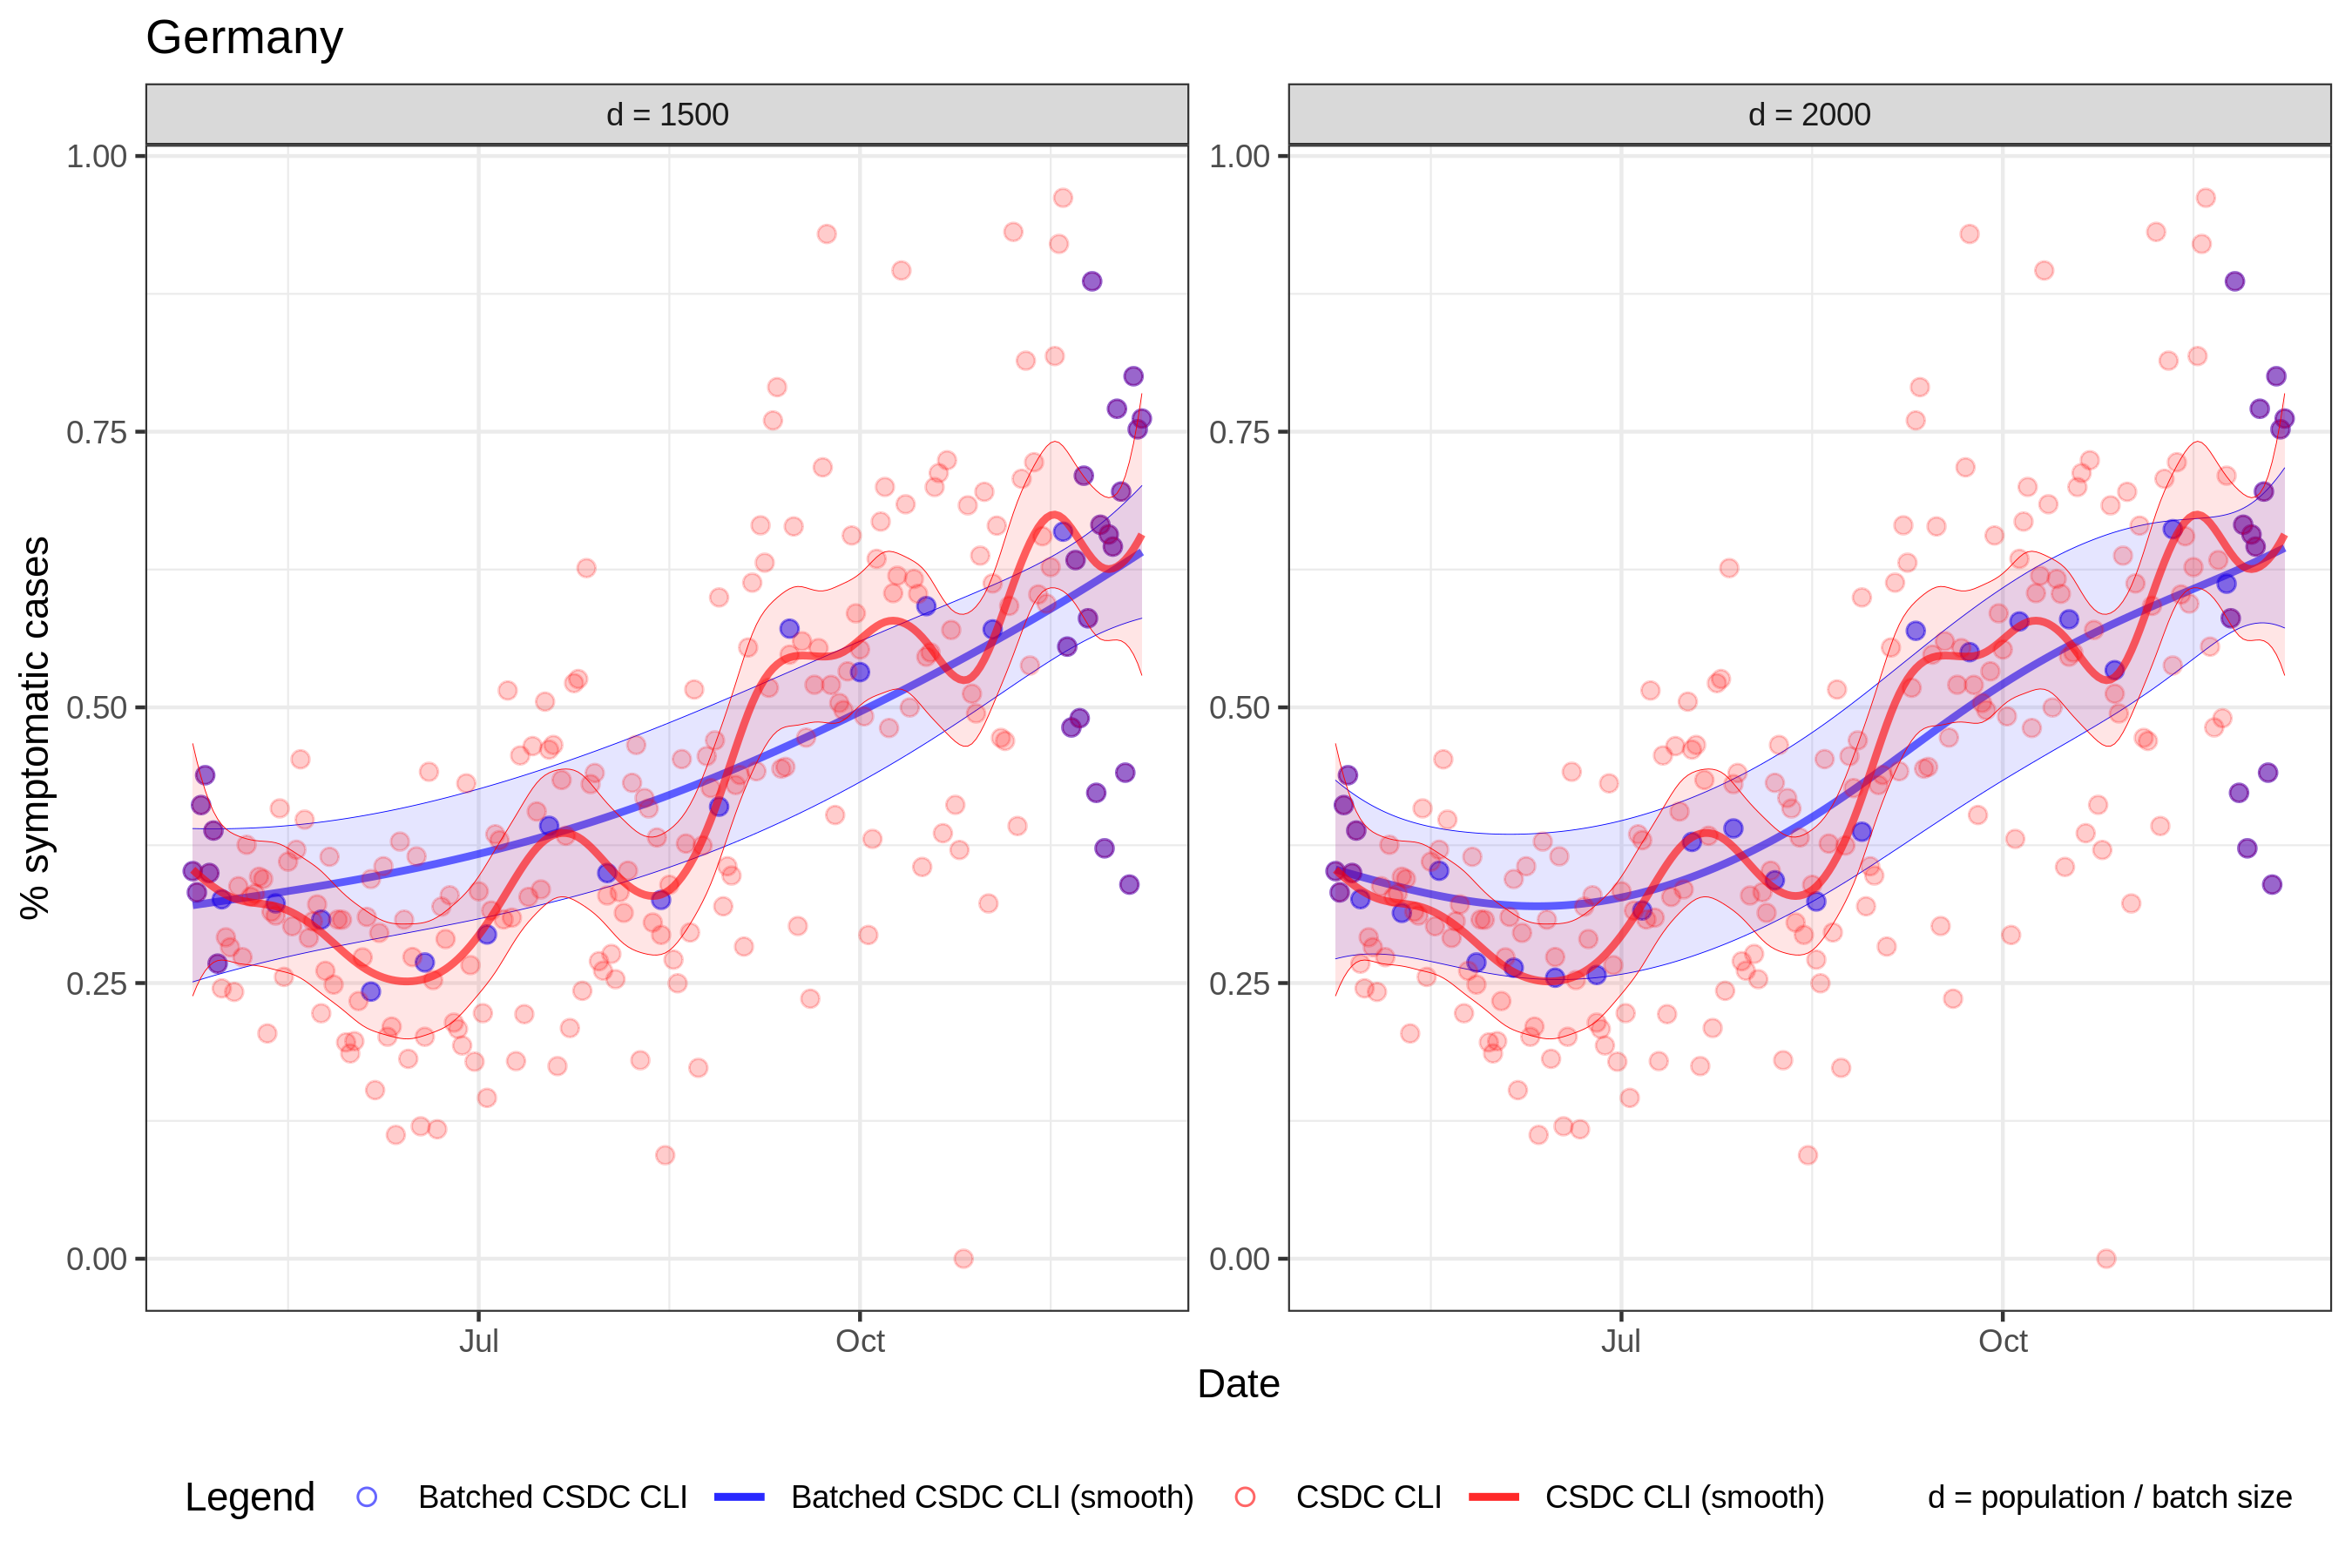 Germany
d = 1500
d = 2000
% symptomatic cases
1.00
0.75
0.50
0.25
0.00
1.00
0.75
0.50
0.25
0.00
Jul
Oct
Jul
Oct
Date
Legend
Batched CSDC CLI
Batched CSDC CLI (smooth)
CSDC CLI
CSDC CLI (smooth)
d = population / batch size